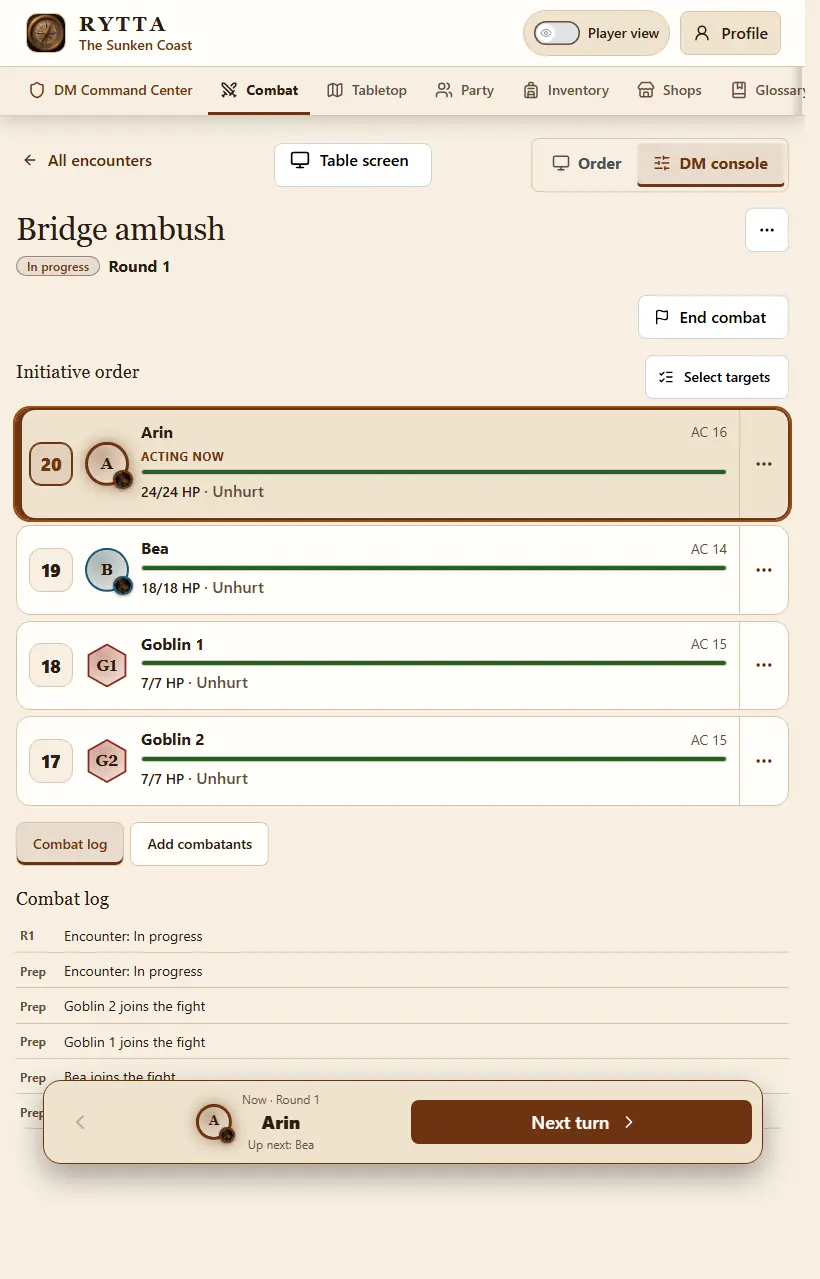 RYTTA
The Sunken Coast
Player view
Profile
DM Command Center
Combat
Tabletop
Party
Inventory
Shops
Glossary
All encounters
Table screen
Order
DM console
Bridge ambush
In progress
Round 1
End combat
Initiative order
Select targets
20
A
Arin
AC 16
ACTING NOW
24/24 HP · Unhurt
19
B
Bea
AC 14
18/18 HP · Unhurt
18
G1
Goblin 1
AC 15
7/7 HP · Unhurt
17
G2
Goblin 2
AC 15
7/7 HP · Unhurt
Combat log
Add combatants
Combat log
R1 Encounter: In progress
Prep Encounter: In progress
Prep Goblin 2 joins the fight
Prep Goblin 1 joins the fight
Prep Bea joins the fight
Prep
A
Now · Round 1
Arin
Up next: Bea
Next turn